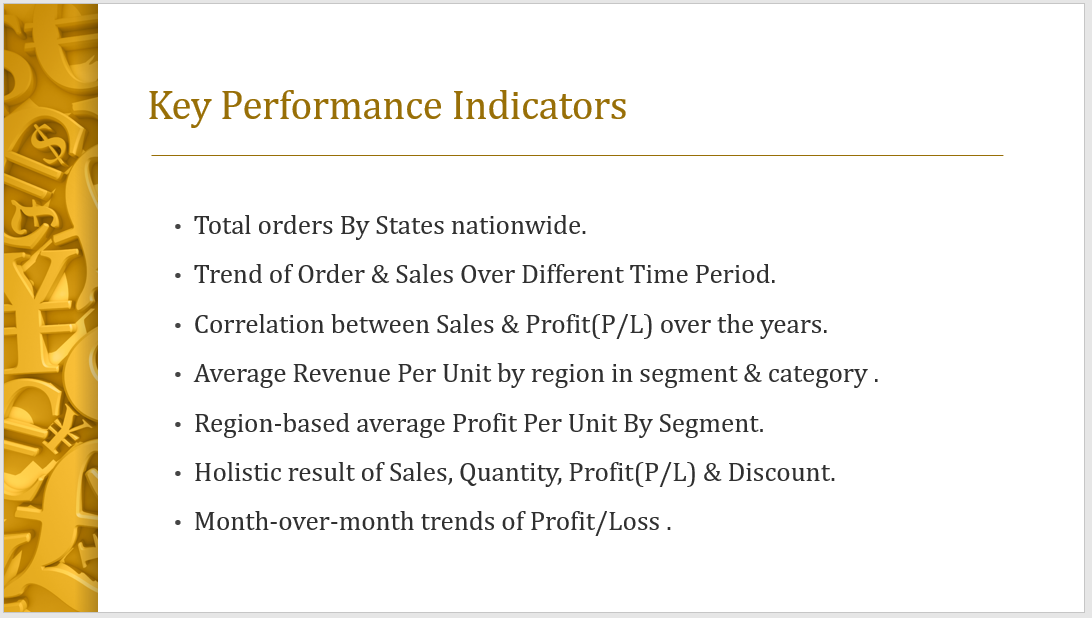 Key Performance Indicators
• Total orders By States nationwide.
• Trend of Order & Sales Over Different Time Period.
• Correlation between Sales & Profit(P/L) over the years.
• Average Revenue Per Unit by region in segment & category .
• Region-based average Profit Per Unit By Segment.
• Holistic result of Sales, Quantity, Profit(P/L) & Discount.
• Month-over-month trends of Profit/Loss .